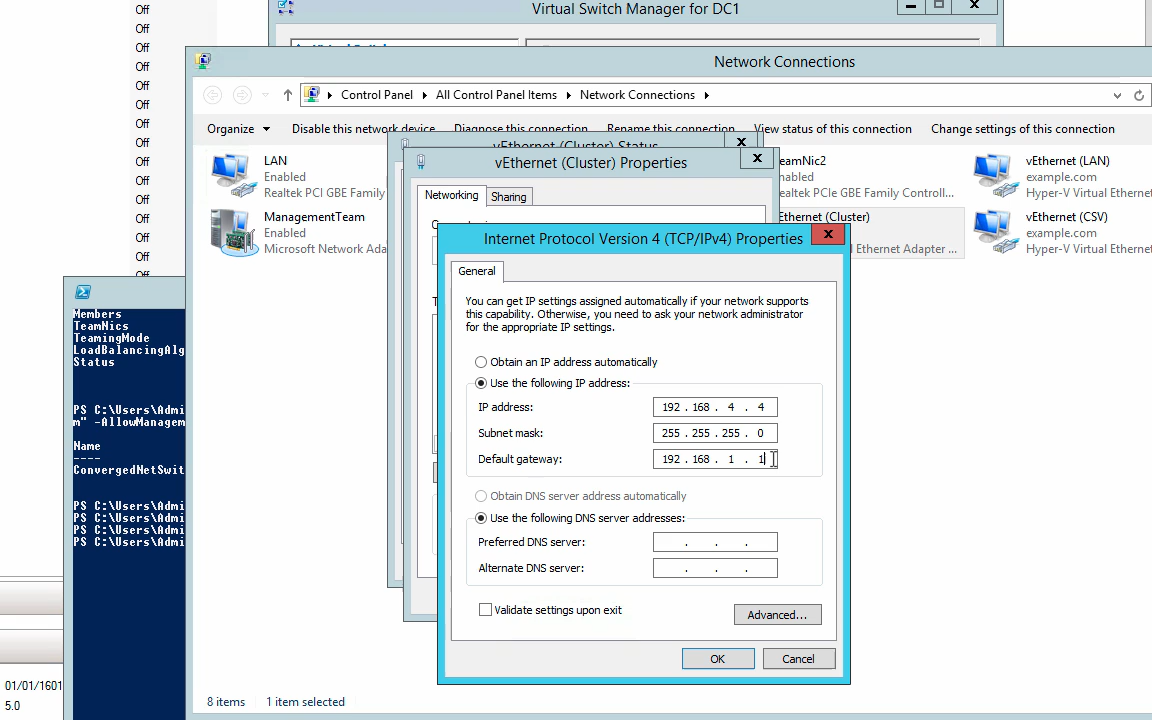 Off
Virtual Switch Manager for DC1
Off
Off
Network Connections
Off
Off
Control Panel
All Control Panel Items
Network Connections
Off
Off
Organize
Disable this network device
Diagnose this connection
Rename this connection
View status of this connection
Change settings of this connection
Off
vEthernet (Cluster) Status
Off
vEthernet (Cluster) Properties
LAN
Enabled
Realtek PCI GBE Family
eamNic2
nabled
ealtek PCIe GBE Family Controll...
vEthernet (LAN)
example.com
Hyper-V Virtual Ethernet
Off
Networking
Sharing
Off
ManagementTeam
Enabled
Microsoft Network Ada
Ethernet (Cluster)
l Ethernet Adapter ...
vEthernet (CSV)
example.com
Hyper-V Virtual Ethernet
Off
Off
Off
Off
Internet Protocol Version 4 (TCP/IPv4) Properties
General
You can get IP settings assigned automatically if your network supports
this capability. Otherwise, you need to ask your network administrator
for the appropriate IP settings.
Obtain an IP address automatically
Use the following IP address:
IP address:
192 . 168 . 4 . 4
Subnet mask:
255 . 255 . 255 . 0
Default gateway:
192 . 168 . 1 . 1
Obtain DNS server address automatically
Use the following DNS server addresses:
Preferred DNS server:
. . .
Alternate DNS server:
. . .
Validate settings upon exit
Advanced...
OK
Cancel
Members
TeamNics
TeamingMode
LoadBalancingAlg
Status
PS C:\Users\Admi
m" -AllowManagem
Name
----
ConvergedNetSwit
PS C:\Users\Admi
PS C:\Users\Admi
PS C:\Users\Admi
PS C:\Users\Admi
01/01/1601
5.0
8 items
1 item selected